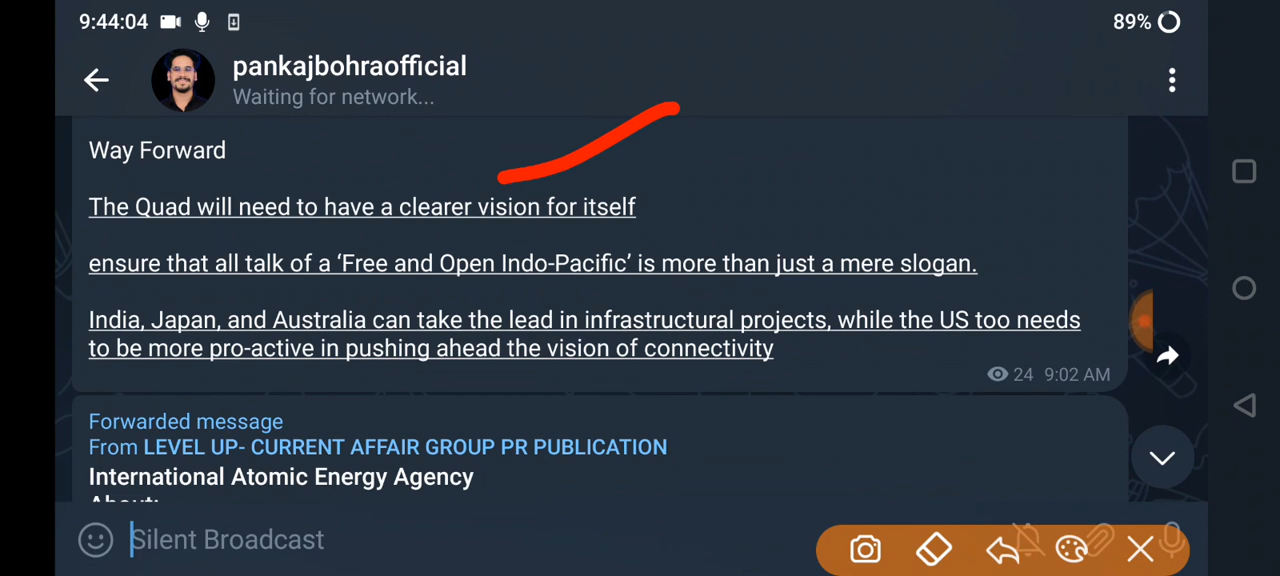 9:44:04
89%
pankajbohraofficial
Waiting for network...
Way Forward
The Quad will need to have a clearer vision for itself
ensure that all talk of a ‘Free and Open Indo-Pacific’ is more than just a mere slogan.
India, Japan, and Australia can take the lead in infrastructural projects, while the US too needs
to be more pro-active in pushing ahead the vision of connectivity
24 9:02 AM
Forwarded message
From LEVEL UP- CURRENT AFFAIR GROUP PR PUBLICATION
International Atomic Energy Agency
About:
Silent Broadcast